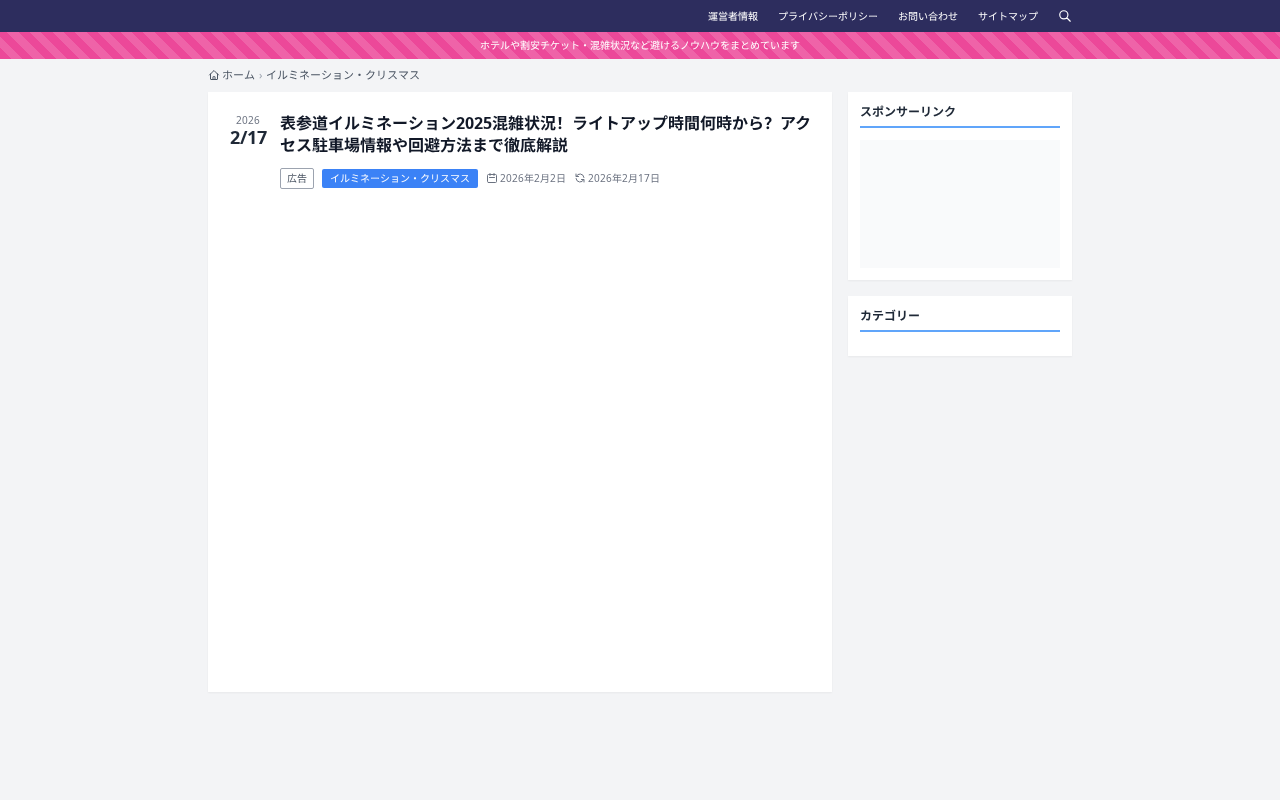 運営者情報 プライバシーポリシー お問い合わせ サイトマップ
ホテルや割安チケット・混雑状況など避けるノウハウをまとめています
ホーム › イルミネーション・クリスマス
2026
2/17
表参道イルミネーション2025混雑状況！ライトアップ時間何時から？アク
セス駐車場情報や回避方法まで徹底解説
広告 イルミネーション・クリスマス 2026年2月2日 2026年2月17日
スポンサーリンク
カテゴリー